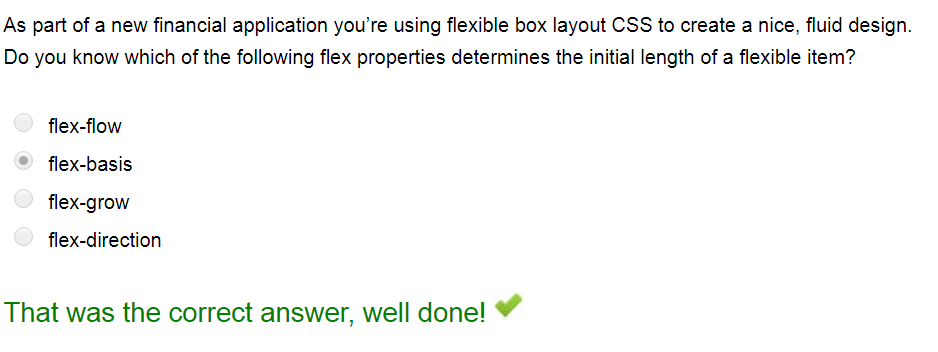 As part of a new financial application you’re using flexible box layout CSS to create a nice, fluid design.
Do you know which of the following flex properties determines the initial length of a flexible item?
flex-flow
flex-basis
flex-grow
flex-direction
That was the correct answer, well done!